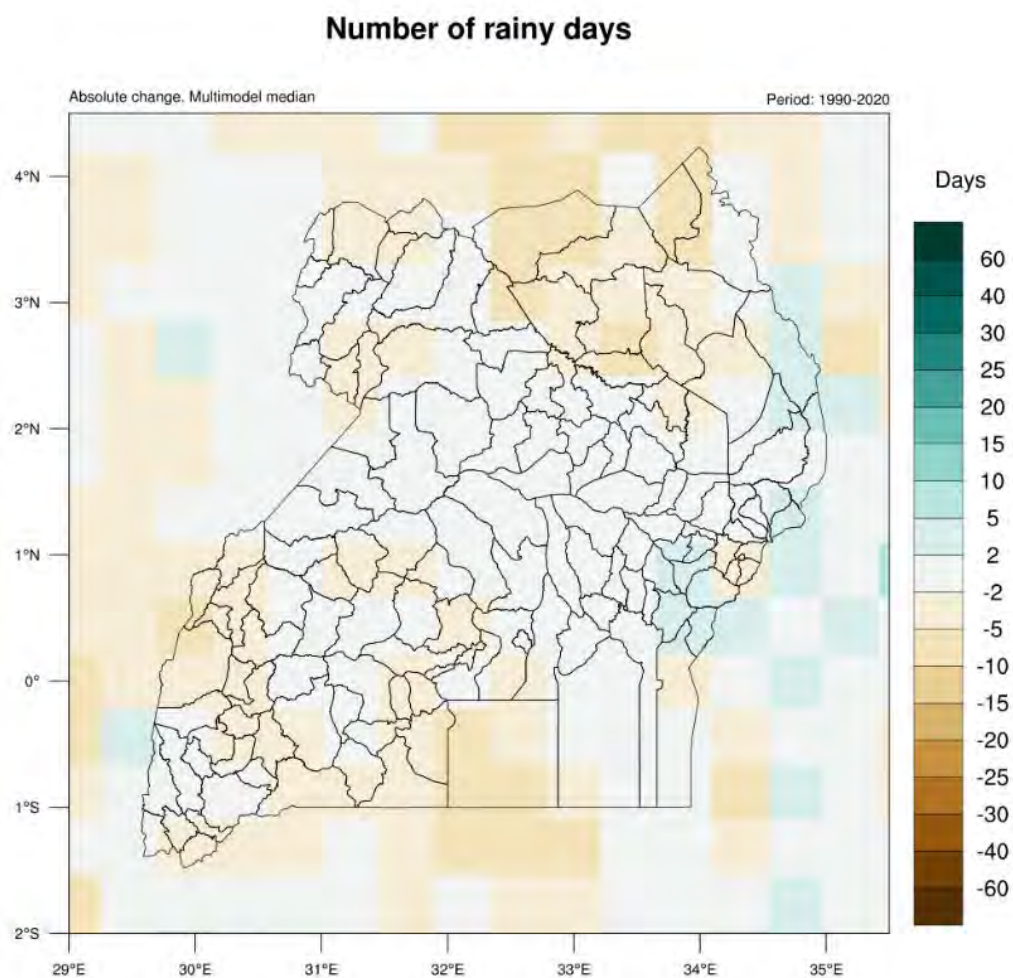 Number of rainy days
Absolute change. Multimodel median
Period: 1990-2020
Days
60
40
30
25
20
15
10
5
2
-2
-5
-10
-15
-20
-25
-30
-40
-60
4°N
3°N
2°N
1°N
0°
1°S
2°S
29°E 30°E 31°E 32°E 33°E 34°E 35°E